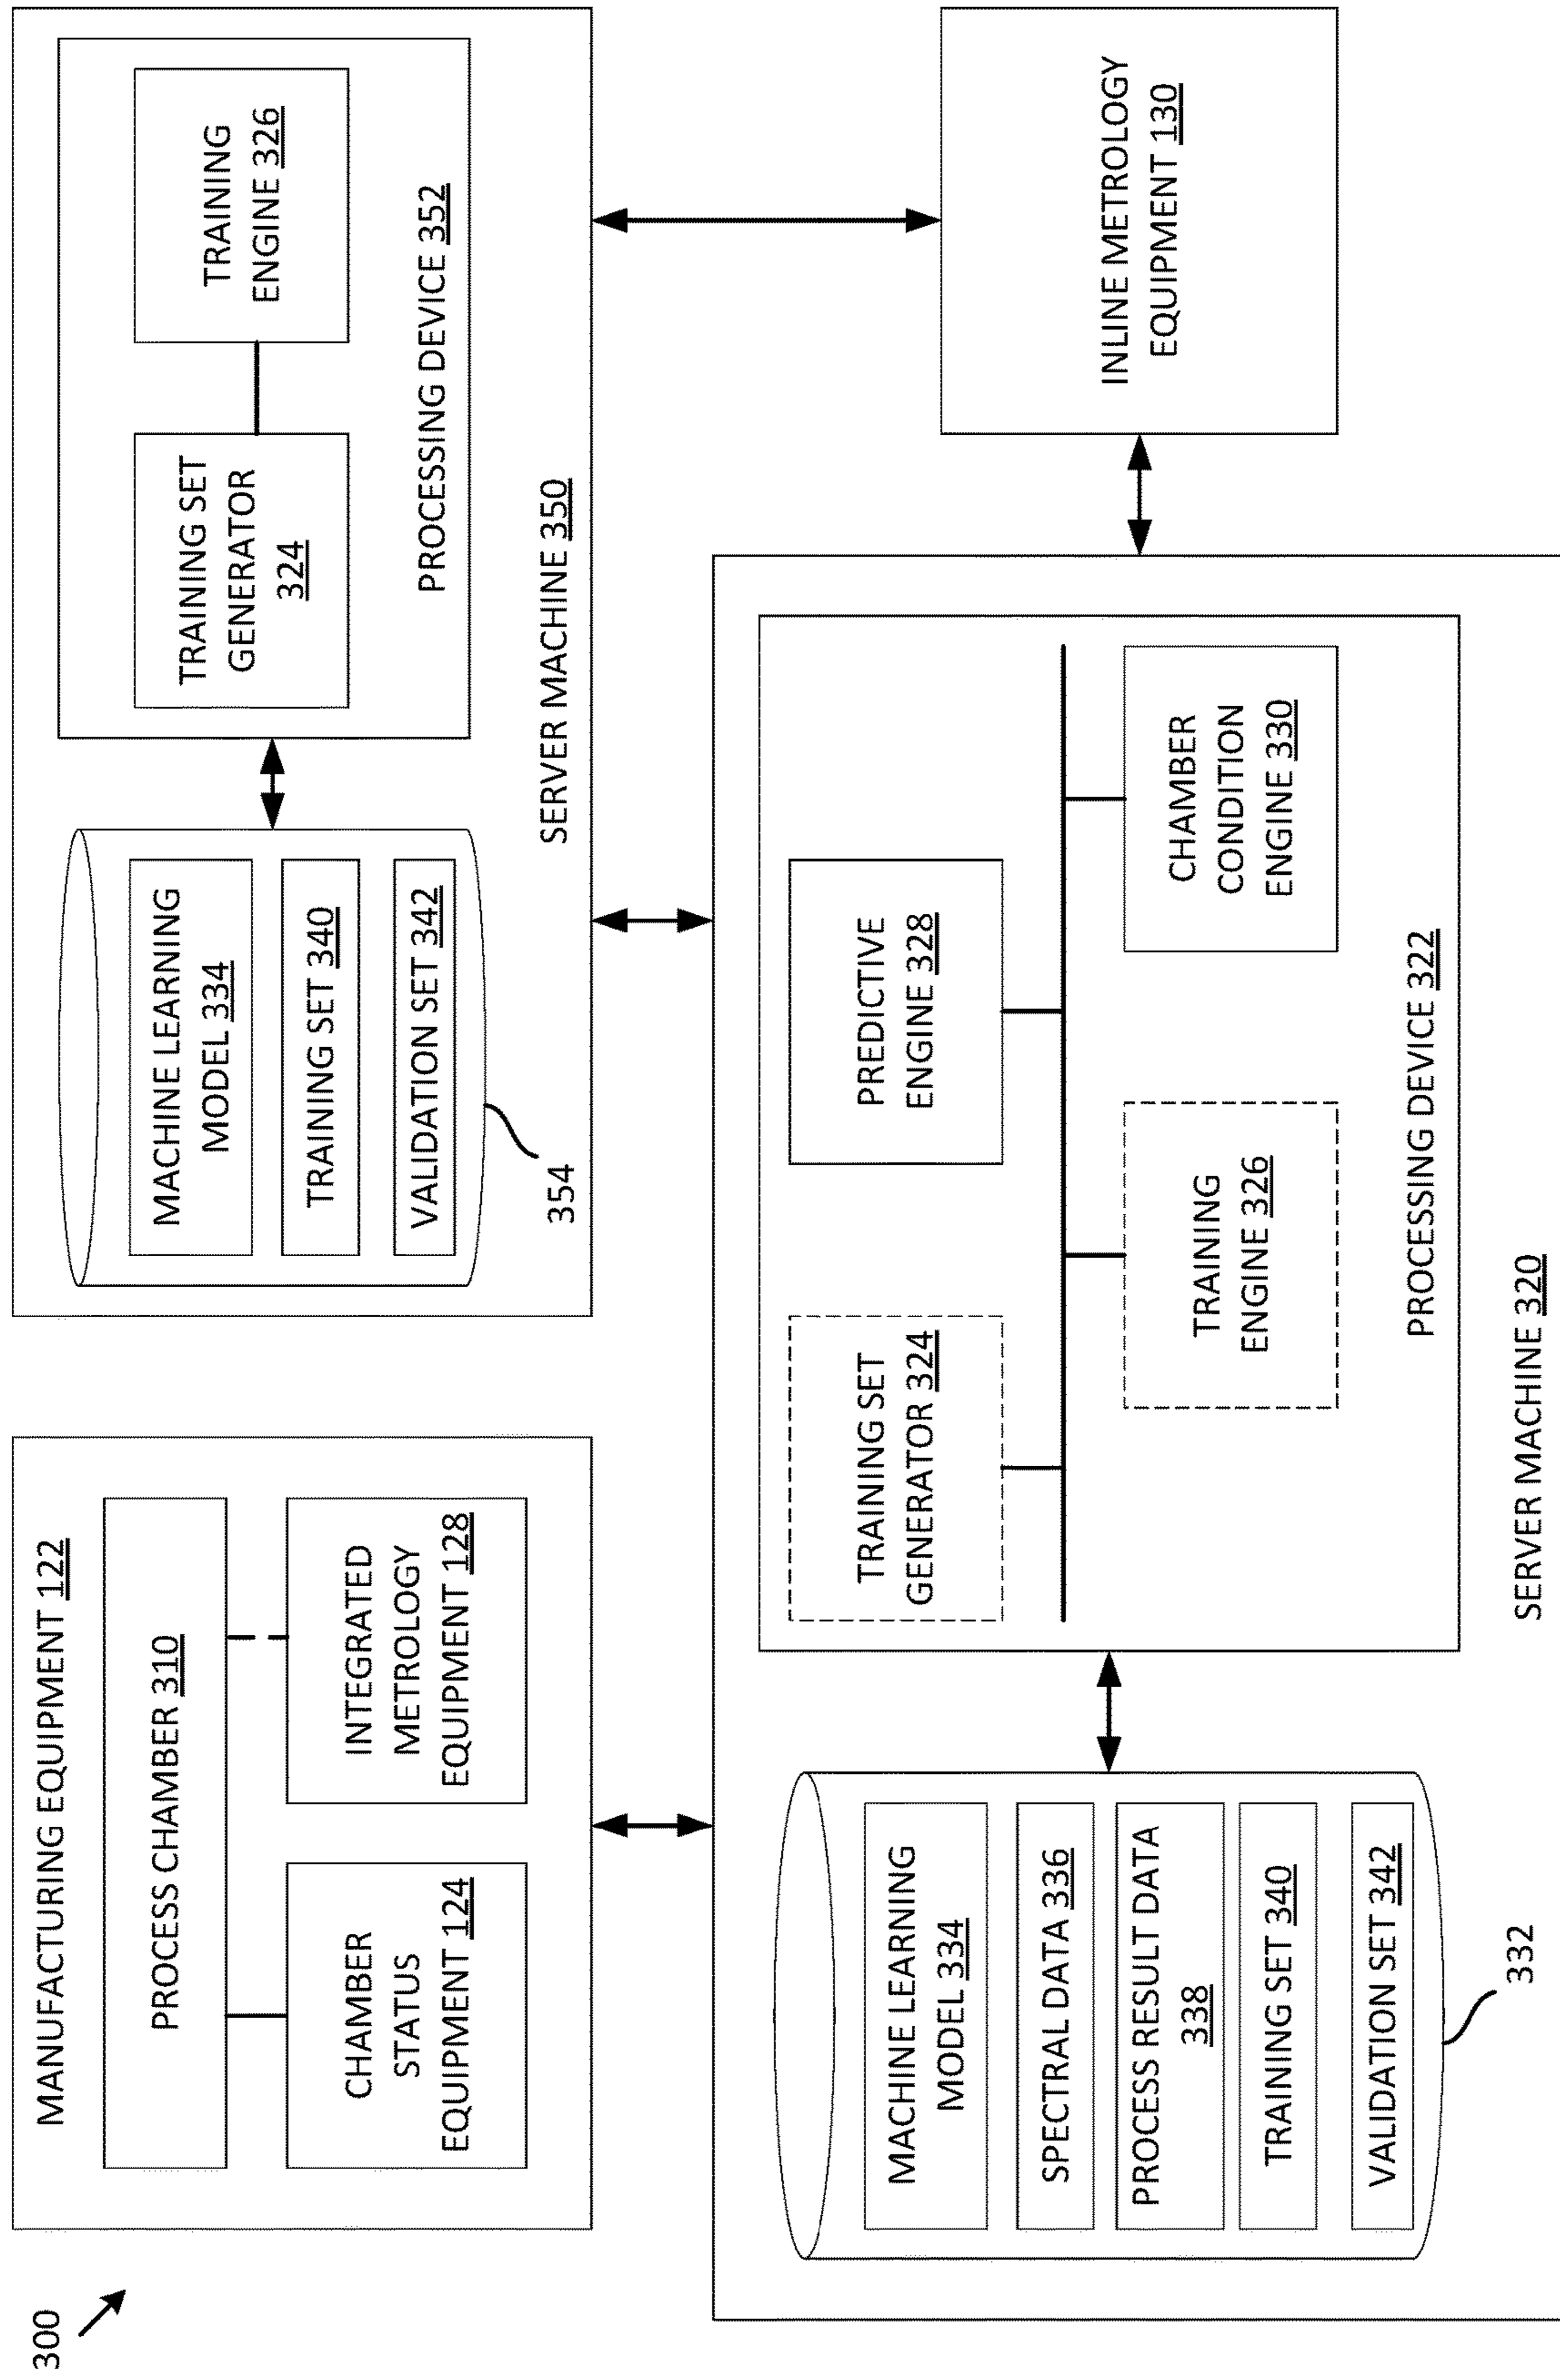 300
MANUFACTURING EQUIPMENT 122
PROCESS CHAMBER 310
CHAMBER
STATUS
EQUIPMENT 124
INTEGRATED
METROLOGY
EQUIPMENT 128
MACHINE LEARNING
MODEL 334
TRAINING SET 340
VALIDATION SET 342
354
TRAINING SET
GENERATOR
324
TRAINING
ENGINE 326
PROCESSING DEVICE 352
SERVER MACHINE 350
MACHINE LEARNING
MODEL 334
SPECTRAL DATA 336
PROCESS RESULT DATA
338
TRAINING SET 340
VALIDATION SET 342
332
TRAINING SET
GENERATOR 324
PREDICTIVE
ENGINE 328
TRAINING
ENGINE 326
CHAMBER
CONDITION
ENGINE 330
PROCESSING DEVICE 322
SERVER MACHINE 320
INLINE METROLOGY
EQUIPMENT 130